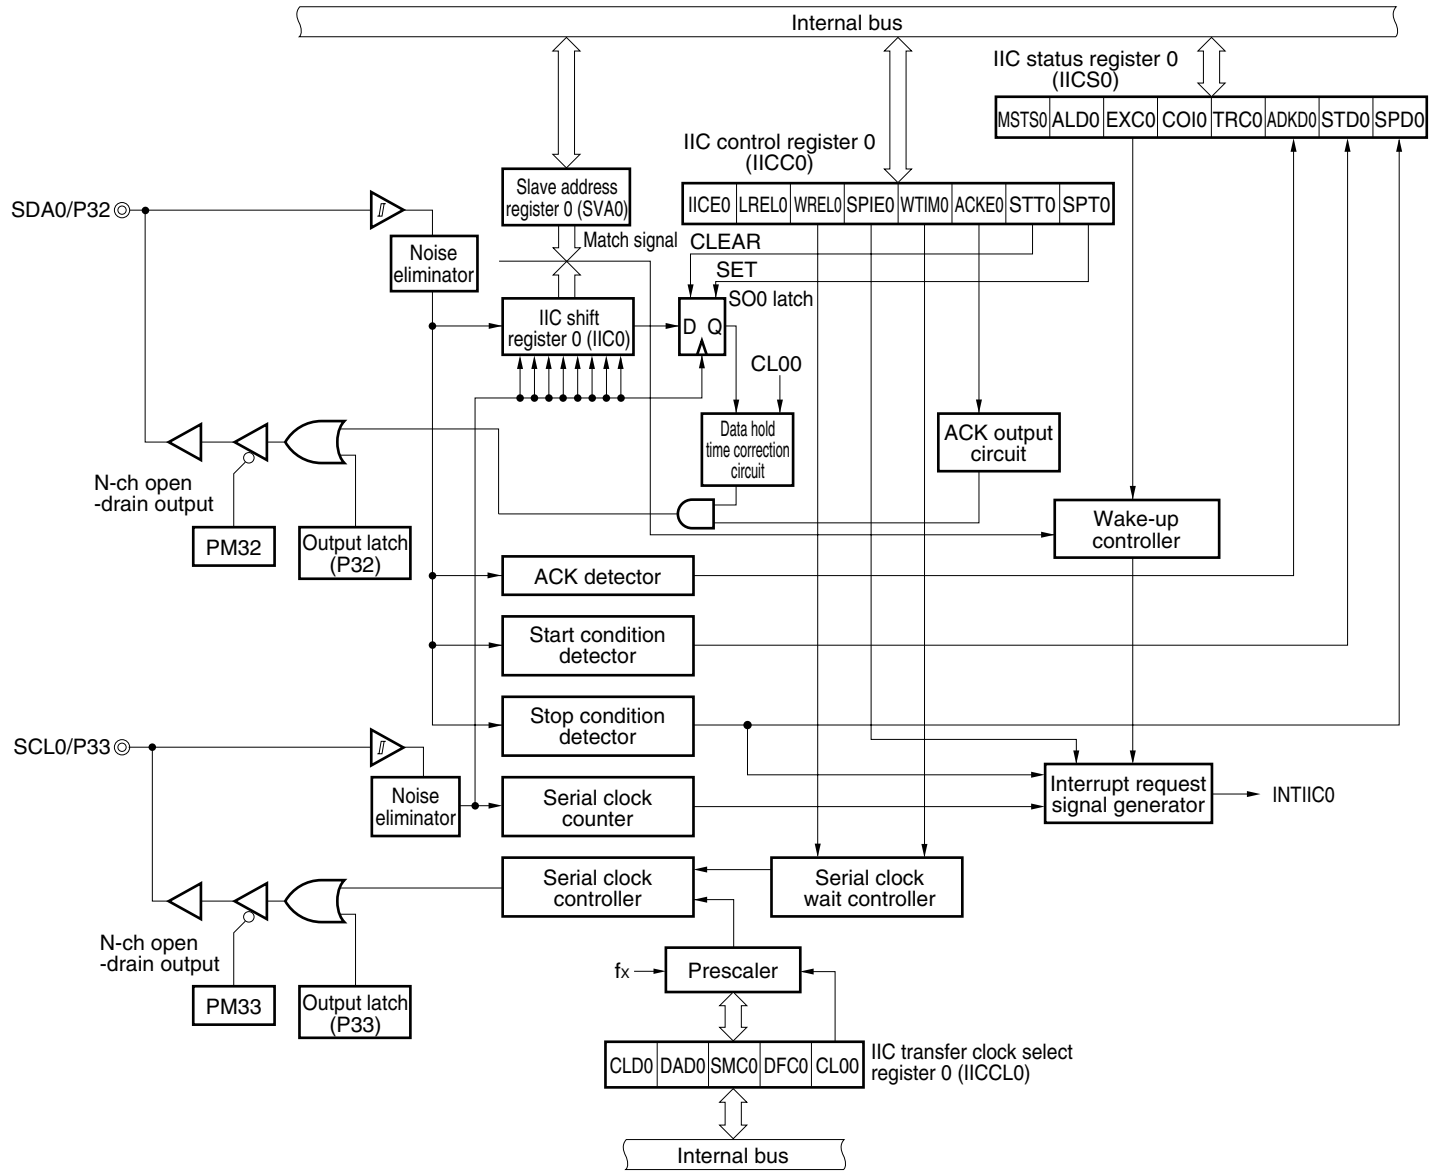 Internal bus
IIC status register 0
(IICS0)
MSTS0 ALD0 EXC0 COI0 TRC0 ADKD0 STD0 SPD0
IIC control register 0
(IICC0)
IICE0 LREL0 WREL0 SPIE0 WTIM0 ACKE0 STT0 SPT0
Slave address
register 0 (SVA0)
SDA0/P32
Match signal
CLEAR
SET
Noise
eliminator
SO0 latch
IIC shift
register 0 (IIC0)
D Q
CL00
Data hold
time correction
circuit
ACK output
circuit
N-ch open
-drain output
PM32
Output latch
(P32)
Wake-up
controller
ACK detector
Start condition
detector
Stop condition
detector
SCL0/P33
Noise
eliminator
Serial clock
counter
Interrupt request
signal generator
INTIIC0
Serial clock
controller
Serial clock
wait controller
N-ch open
-drain output
PM33
Output latch
(P33)
fx
Prescaler
CLD0 DAD0 SMC0 DFC0 CL00
IIC transfer clock select
register 0 (IICCL0)
Internal bus